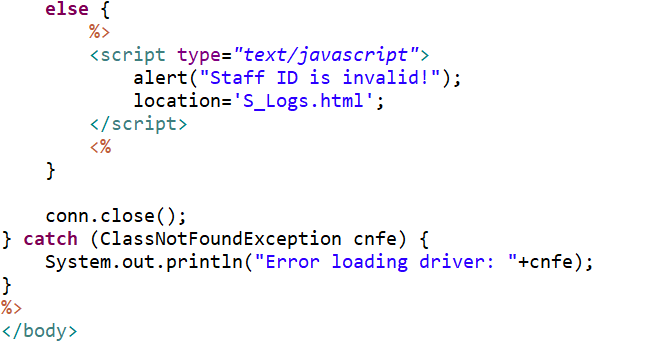 else {
%>
<script type="text/javascript">
alert("Staff ID is invalid!");
location='S_Logs.html';
</script>
<%
}
conn.close();
} catch (ClassNotFoundException cnfe) {
System.out.println("Error loading driver: "+cnfe);
}
%>
</body>